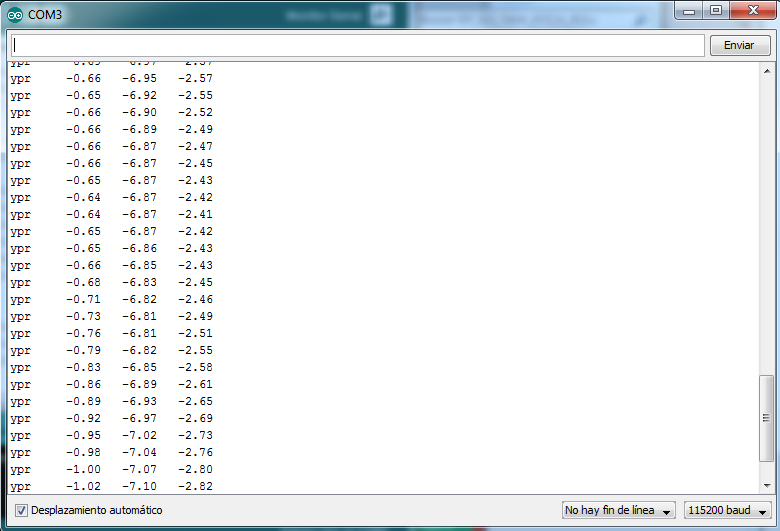 COM3
Enviar
ypr -0.66 -6.95 -2.57
ypr -0.65 -6.92 -2.55
ypr -0.66 -6.90 -2.52
ypr -0.66 -6.89 -2.49
ypr -0.66 -6.87 -2.47
ypr -0.66 -6.87 -2.45
ypr -0.65 -6.87 -2.43
ypr -0.64 -6.87 -2.42
ypr -0.64 -6.87 -2.41
ypr -0.65 -6.87 -2.42
ypr -0.65 -6.86 -2.43
ypr -0.66 -6.85 -2.43
ypr -0.68 -6.83 -2.45
ypr -0.71 -6.82 -2.46
ypr -0.73 -6.81 -2.49
ypr -0.76 -6.81 -2.51
ypr -0.79 -6.82 -2.55
ypr -0.83 -6.85 -2.58
ypr -0.86 -6.89 -2.61
ypr -0.89 -6.93 -2.65
ypr -0.92 -6.97 -2.69
ypr -0.95 -7.02 -2.73
ypr -0.98 -7.04 -2.76
ypr -1.00 -7.07 -2.80
ypr -1.02 -7.10 -2.82
Desplazamiento automático No hay fin de línea 115200 baud